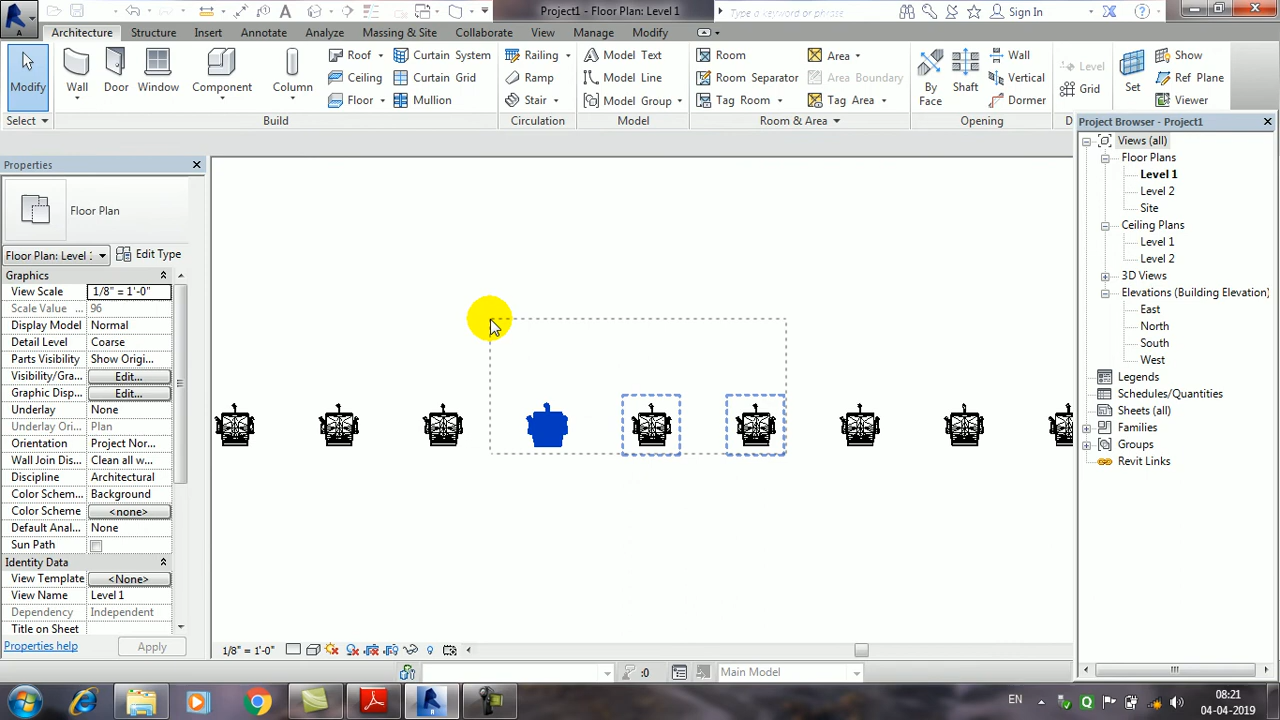 Project1 - Floor Plan: Level 1
Type a keyword or phrase
Sign In
Architecture Structure Insert Annotate Analyze Massing & Site Collaborate View Manage Modify
Modify
Wall
Door
Window
Component
Column
Roof
Ceiling
Floor
Curtain System
Curtain Grid
Mullion
Railing
Ramp
Stair
Model Text
Model Line
Model Group
Room
Room Separator
Tag Room
Area
Area Boundary
Tag Area
By Face
Shaft
Wall
Vertical
Dormer
Level
Grid
Set
Show
Ref Plane
Viewer
Select
Build
Circulation
Model
Room & Area
Opening
Properties
Floor Plan
Floor Plan: Level
Edit Type
Graphics
View Scale 1/8" = 1'-0"
Scale Value 96
Display Model Normal
Detail Level Coarse
Parts Visibility Show Origi...
Visibility/Gra... Edit...
Graphic Disp... Edit...
Underlay None
Underlay Ori... Plan
Orientation Project Nor...
Wall Join Dis... Clean all w...
Discipline Architectural
Color Schem... Background
Color Scheme <none>
Default Anal... None
Sun Path
Identity Data
View Template <None>
View Name Level 1
Dependency Independent
Title on Sheet
Properties help
Apply
Project Browser - Project1
Views (all)
Floor Plans
Level 1
Level 2
Site
Ceiling Plans
Level 1
Level 2
3D Views
Elevations (Building Elevation)
East
North
South
West
Legends
Schedules/Quantities
Sheets (all)
Families
Groups
Revit Links
1/8" = 1'-0"
:0
Main Model
EN
08:21
04-04-2019